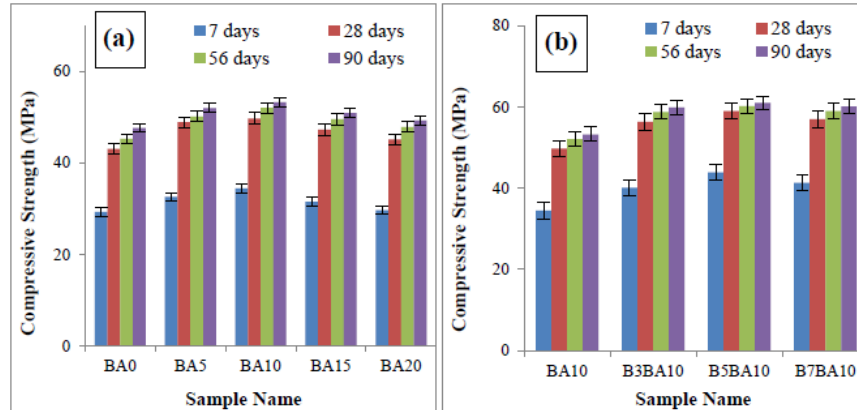 (a)
7 days 28 days
56 days 90 days
Compressive Strength (MPa)
60
40
20
0
BA0 BA5 BA10 BA15 BA20
Sample Name
(b)
7 days 28 days
56 days 90 days
Compressive Strength (MPa)
80
60
40
20
0
BA10 B3BA10 B5BA10 B7BA10
Sample Name